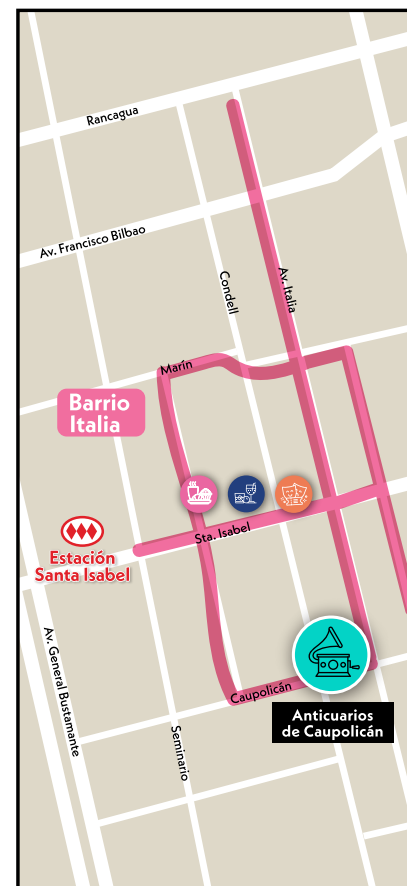 Rancagua
Av. Francisco Bilbao
Condell
Av. Italia
Marín
Barrio
Italia
Sta. Isabel
Estación
Santa Isabel
Av. General Bustamante
Caupolicán
Anticuarios
de Caupolicán
Seminario